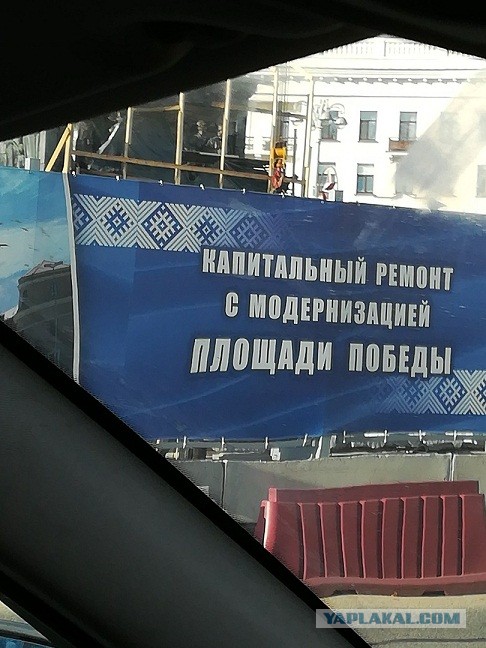 КАПИТАЛЬНЫЙ РЕМОНТ
С МОДЕРНИЗАЦИЕЙ
ПЛОЩАДИ ПОБЕДЫ
YAPLAKAL.COM